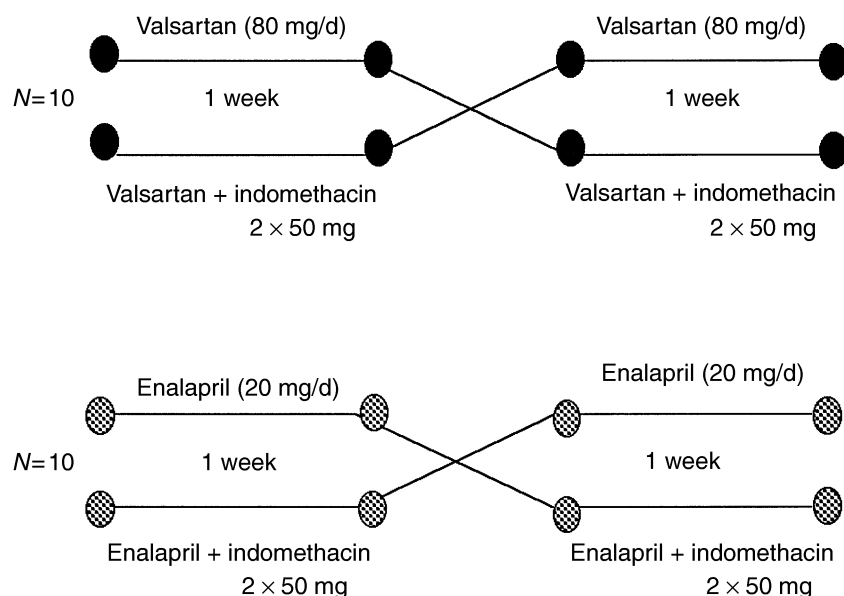 Valsartan (80 mg/d) Valsartan (80 mg/d)
N=10 1 week 1 week
Valsartan + indomethacin Valsartan + indomethacin
2 × 50 mg 2 × 50 mg
Enalapril (20 mg/d) Enalapril (20 mg/d)
N=10 1 week 1 week
Enalapril + indomethacin Enalapril + indomethacin
2 × 50 mg 2 × 50 mg